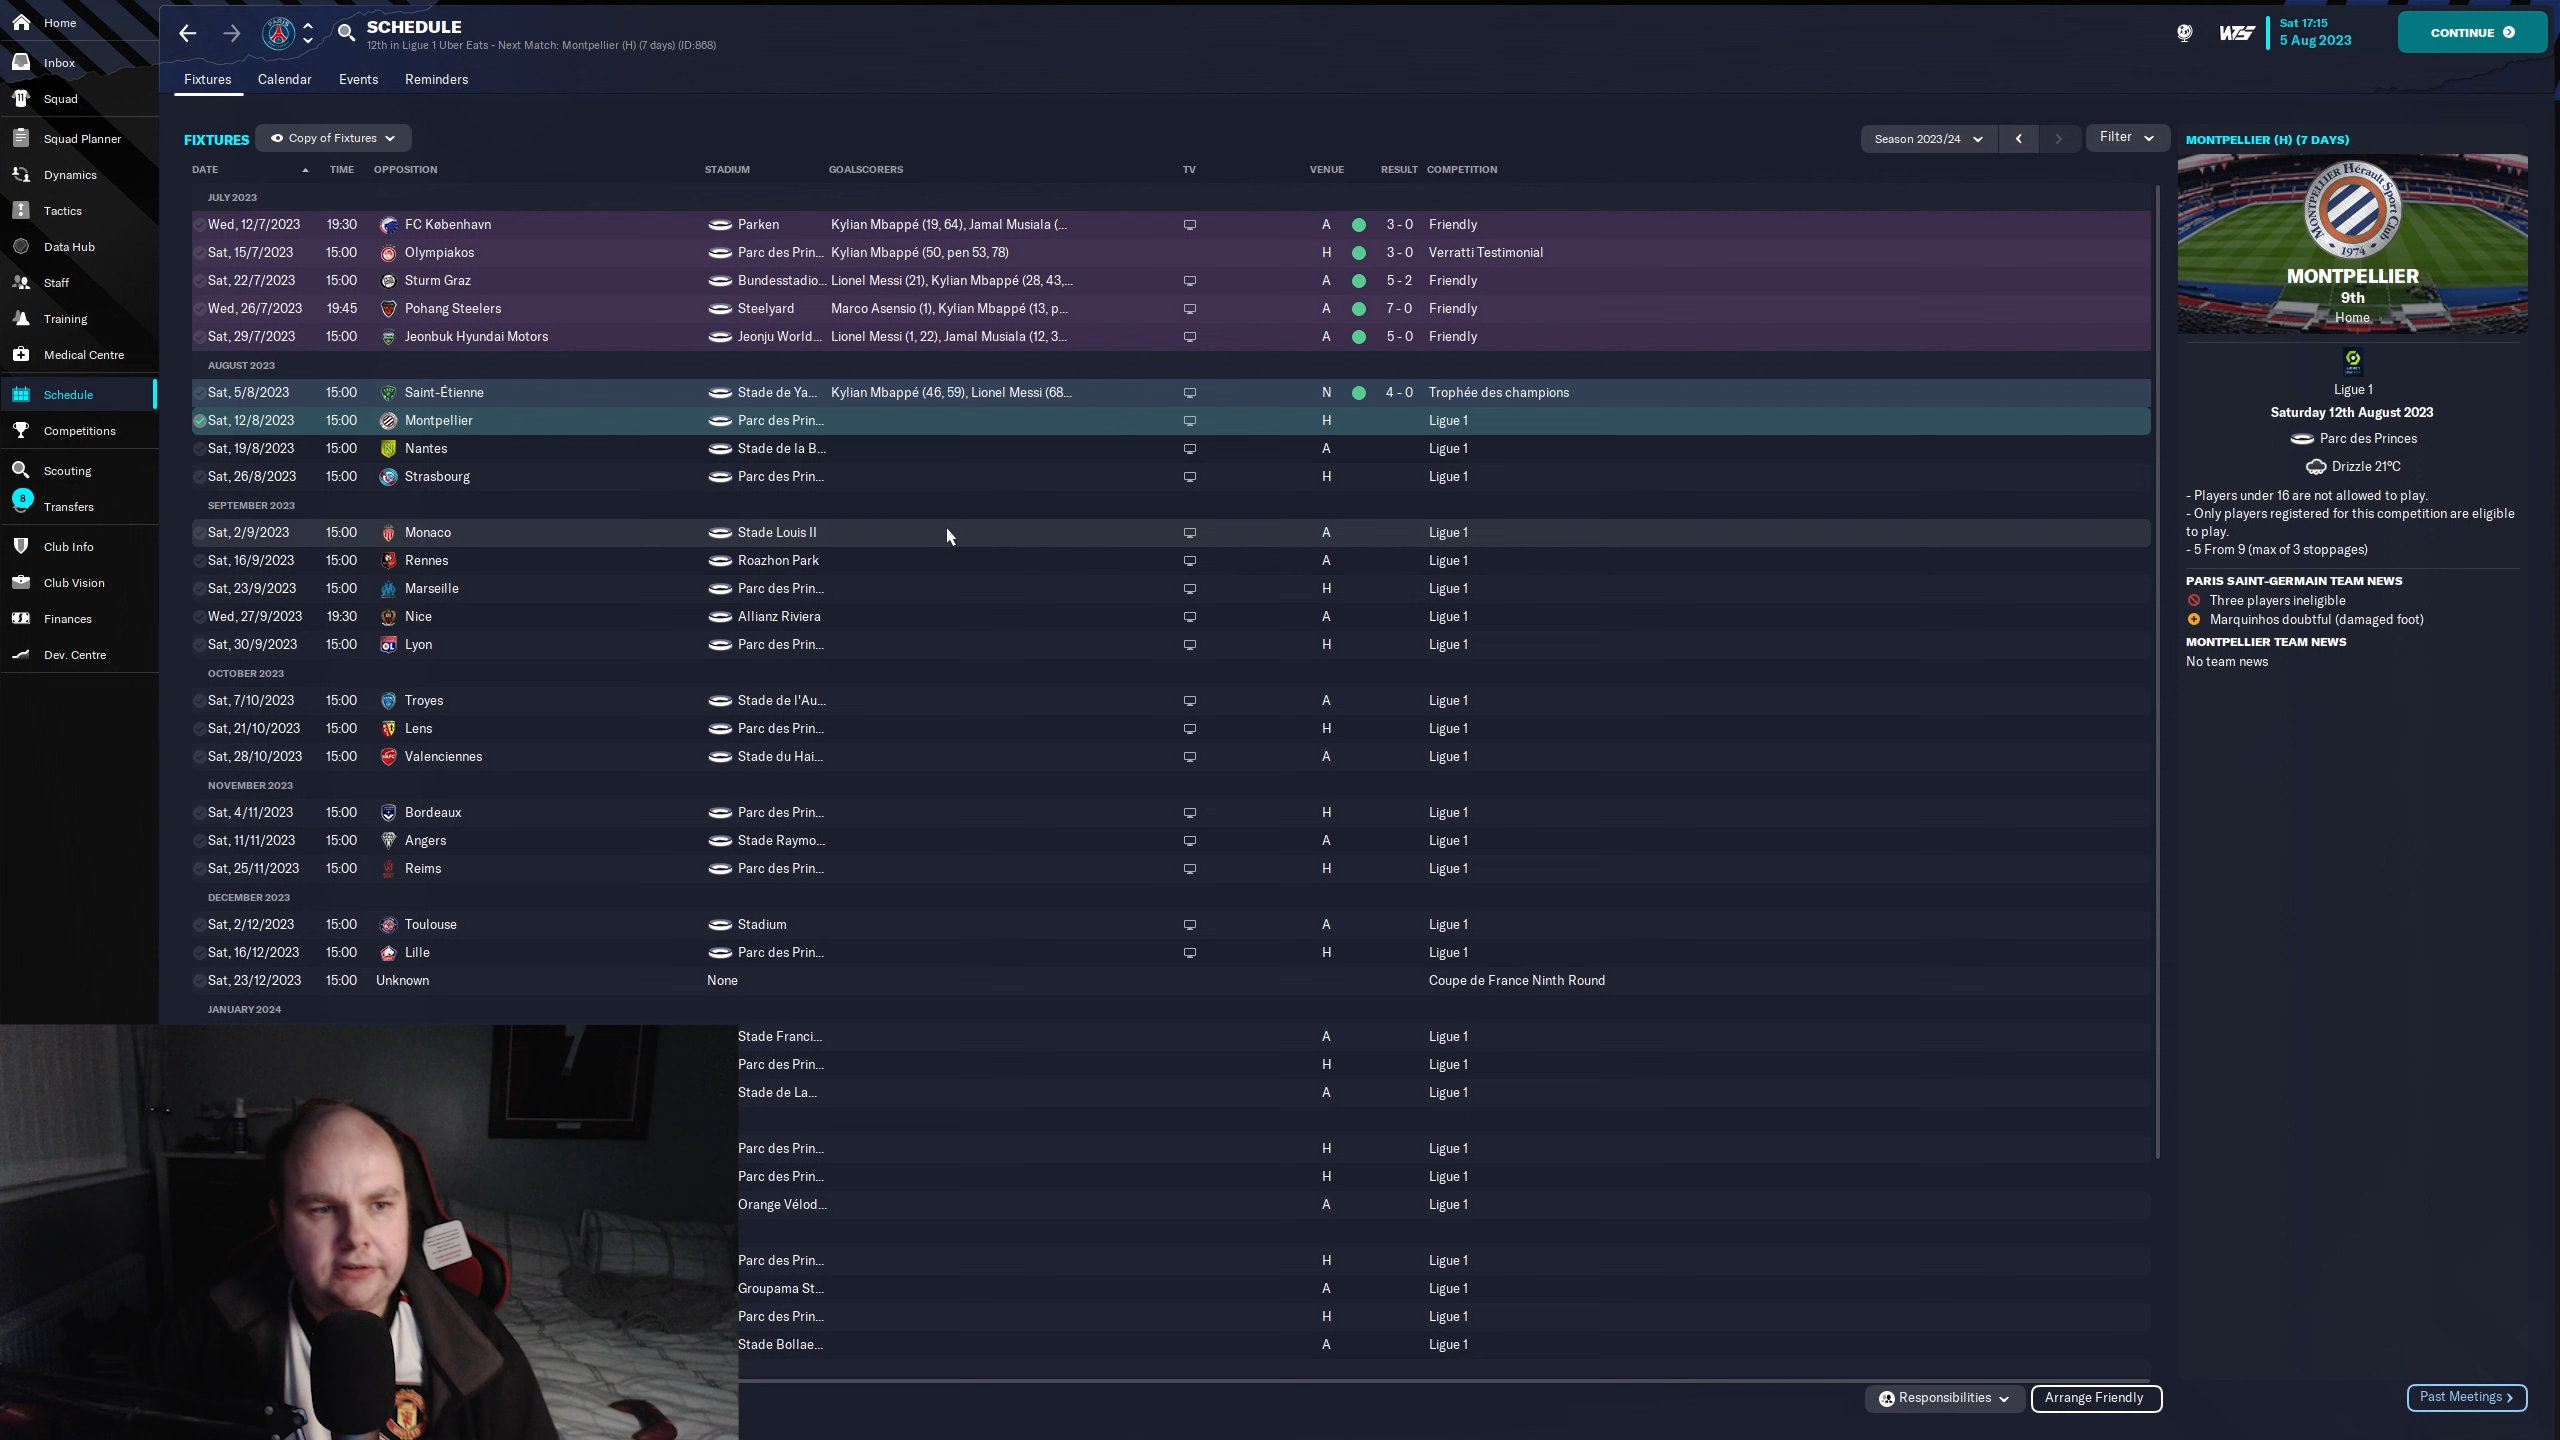 Home
Inbox
Squad
Squad Planner
Dynamics
Tactics
Data Hub
Staff
Training
Medical Centre
Schedule
Competitions
Scouting
8
Transfers
Club Info
Club Vision
Finances
Dev. Centre
SCHEDULE
12th in Ligue 1 Uber Eats - Next Match: Montpellier (H) (7 days) (ID:868)
Sat 17:15
5 Aug 2023
CONTINUE
Fixtures Calendar Events Reminders
FIXTURES Copy of Fixtures Season 2023/24 Filter
DATE TIME OPPOSITION STADIUM GOALSCORERS TV VENUE RESULT COMPETITION
JULY 2023
Wed, 12/7/2023 19:30 FC København Parken Kylian Mbappé (19, 64), Jamal Musiala (... A 3 - 0 Friendly
Sat, 15/7/2023 15:00 Olympiakos Parc des Prin... Kylian Mbappé (50, pen 53, 78) H 3 - 0 Verratti Testimonial
Sat, 22/7/2023 15:00 Sturm Graz Bundesstadio... Lionel Messi (21), Kylian Mbappé (28, 43,... A 5 - 2 Friendly
Wed, 26/7/2023 19:45 Pohang Steelers Steelyard Marco Asensio (1), Kylian Mbappé (13, p... A 7 - 0 Friendly
Sat, 29/7/2023 15:00 Jeonbuk Hyundai Motors Jeonju World... Lionel Messi (1, 22), Jamal Musiala (12, 3... A 5 - 0 Friendly
AUGUST 2023
Sat, 5/8/2023 15:00 Saint-Étienne Stade de Ya... Kylian Mbappé (46, 59), Lionel Messi (68... N 4 - 0 Trophée des champions
Sat, 12/8/2023 15:00 Montpellier Parc des Prin... H Ligue 1
Sat, 19/8/2023 15:00 Nantes Stade de la B... A Ligue 1
Sat, 26/8/2023 15:00 Strasbourg Parc des Prin... H Ligue 1
SEPTEMBER 2023
Sat, 2/9/2023 15:00 Monaco Stade Louis II A Ligue 1
Sat, 16/9/2023 15:00 Rennes Roazhon Park A Ligue 1
Sat, 23/9/2023 15:00 Marseille Parc des Prin... H Ligue 1
Wed, 27/9/2023 19:30 Nice Allianz Riviera A Ligue 1
Sat, 30/9/2023 15:00 Lyon Parc des Prin... H Ligue 1
OCTOBER 2023
Sat, 7/10/2023 15:00 Troyes Stade de l'Au... A Ligue 1
Sat, 21/10/2023 15:00 Lens Parc des Prin... H Ligue 1
Sat, 28/10/2023 15:00 Valenciennes Stade du Hai... A Ligue 1
NOVEMBER 2023
Sat, 4/11/2023 15:00 Bordeaux Parc des Prin... H Ligue 1
Sat, 11/11/2023 15:00 Angers Stade Raymo... A Ligue 1
Sat, 25/11/2023 15:00 Reims Parc des Prin... H Ligue 1
DECEMBER 2023
Sat, 2/12/2023 15:00 Toulouse Stadium A Ligue 1
Sat, 16/12/2023 15:00 Lille Parc des Prin... H Ligue 1
Sat, 23/12/2023 15:00 Unknown None Coupe de France Ninth Round
JANUARY 2024
Stade Franci... A Ligue 1
Parc des Prin... H Ligue 1
Stade de La... A Ligue 1
Parc des Prin... H Ligue 1
Parc des Prin... H Ligue 1
Orange Vélod... A Ligue 1
Parc des Prin... H Ligue 1
Groupama St... A Ligue 1
Parc des Prin... H Ligue 1
Stade Bollae... A Ligue 1
Responsibilities Arrange Friendly
MONTPELLIER (H) (7 DAYS)
MONTPELLIER Hérault Sport Club
1974
MONTPELLIER
9th
Home
Ligue 1
Saturday 12th August 2023
Parc des Princes
Drizzle 21°C
- Players under 16 are not allowed to play.
- Only players registered for this competition are eligible
to play.
- 5 From 9 (max of 3 stoppages)
PARIS SAINT-GERMAIN TEAM NEWS
Three players ineligible
Marquinhos doubtful (damaged foot)
MONTPELLIER TEAM NEWS
No team news
Past Meetings